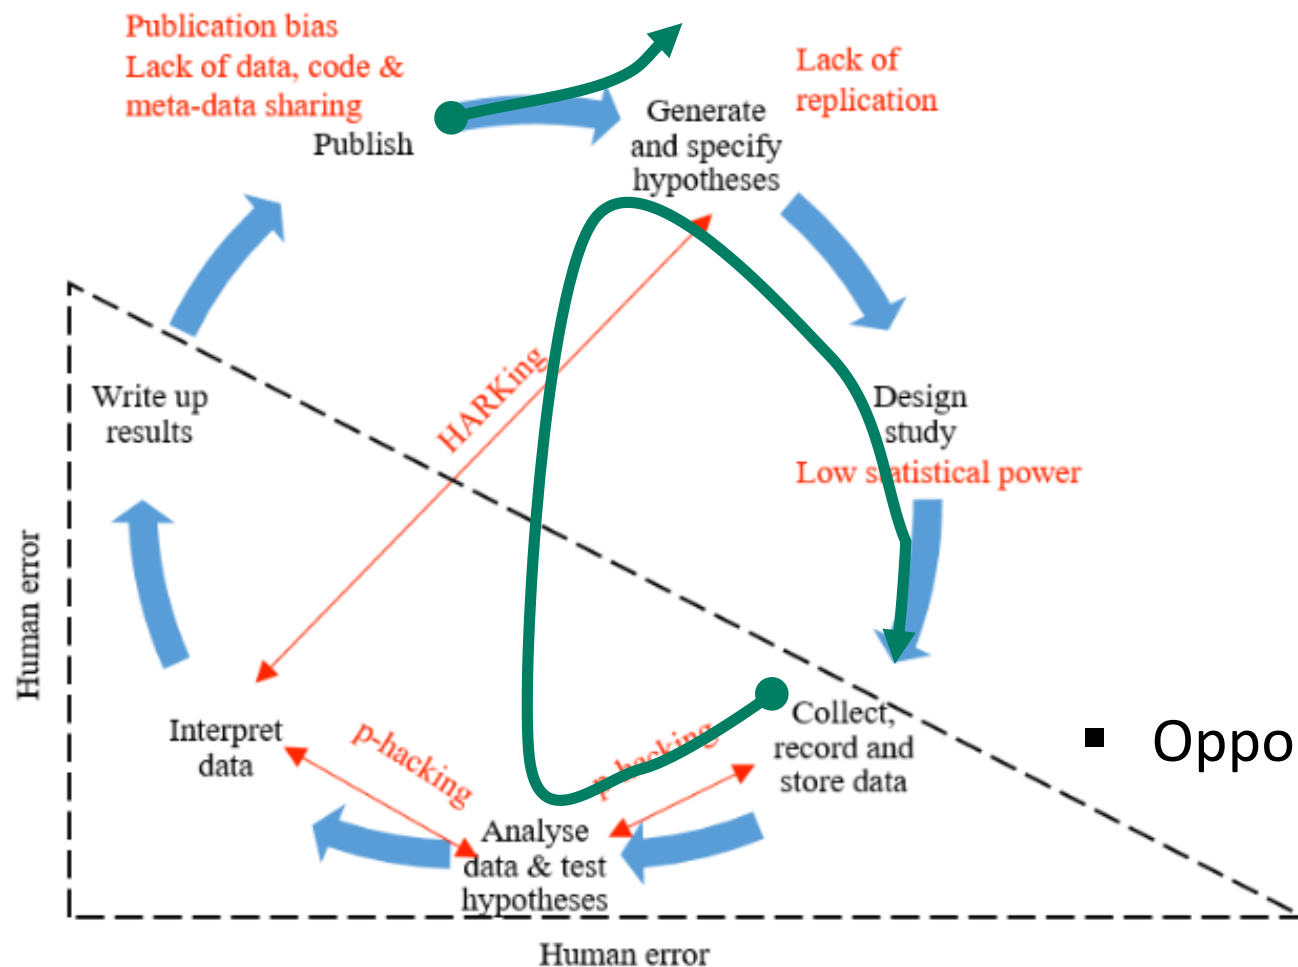 Publication bias
Lack of data, code &
meta-data sharing
Publish
Generate
and specify
hypotheses
Lack of
replication
Design
study
Low statistical power
Collect,
record and
store data
p-hacking
Analyse
data & test
hypotheses
p-hacking
Interpret
data
HARKing
Write up
results
Human error
Human error
▪ Oppo